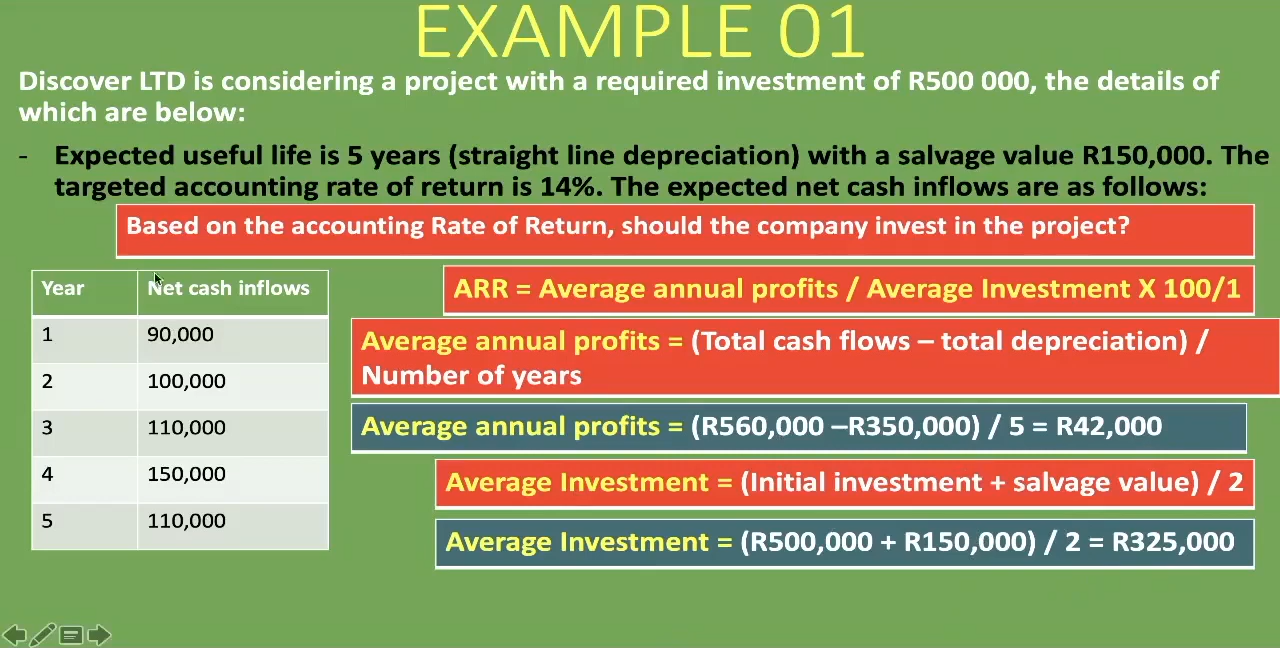 EXAMPLE 01
Discover LTD is considering a project with a required investment of R500 000, the details of
which are below:
- Expected useful life is 5 years (straight line depreciation) with a salvage value R150,000. The
targeted accounting rate of return is 14%. The expected net cash inflows are as follows:
Based on the accounting Rate of Return, should the company invest in the project?
Year Net cash inflows
1 90,000
2 100,000
3 110,000
4 150,000
5 110,000
ARR = Average annual profits / Average Investment X 100/1
Average annual profits = (Total cash flows – total depreciation) /
Number of years
Average annual profits = (R560,000 –R350,000) / 5 = R42,000
Average Investment = (Initial investment + salvage value) / 2
Average Investment = (R500,000 + R150,000) / 2 = R325,000